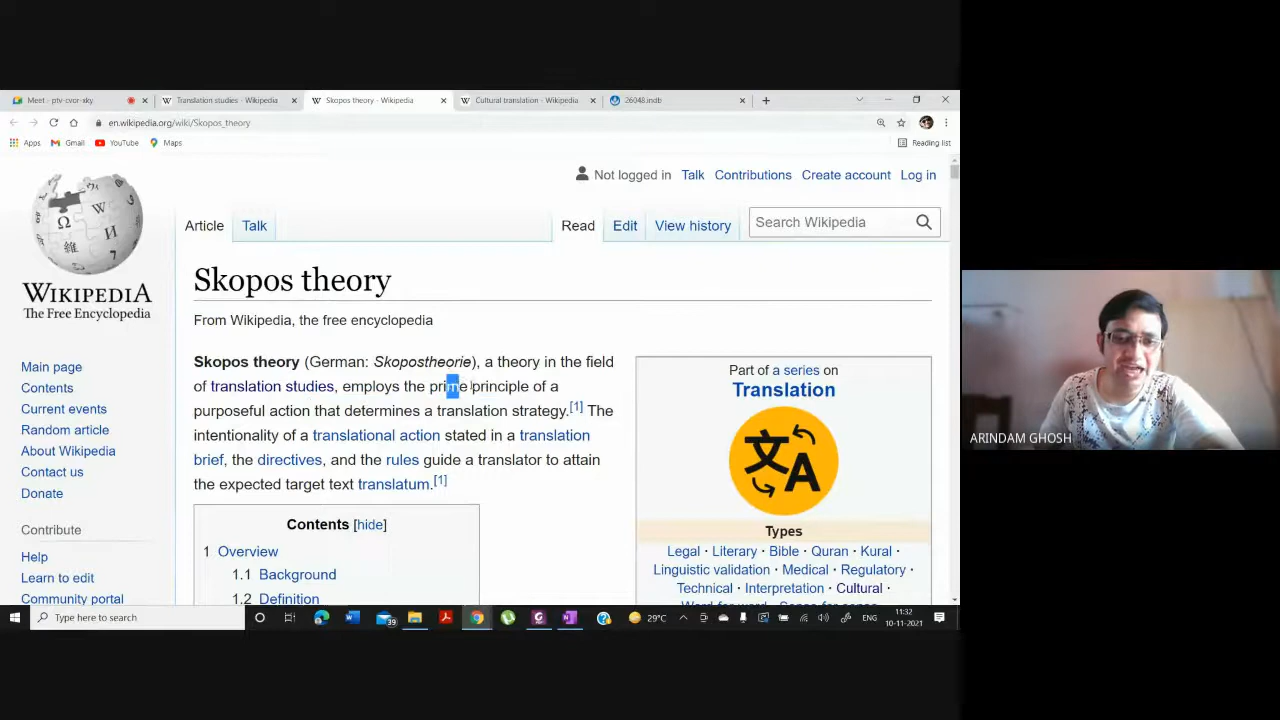 Meet - ptv-cvor-xky
Translation studies - Wikipedia
Skopos theory - Wikipedia
Cultural translation - Wikipedia
26048.indb
en.wikipedia.org/wiki/Skopos_theory
Apps Gmail YouTube Maps
Reading list
Not logged in Talk Contributions Create account Log in
Article Talk
Read Edit View history
Search Wikipedia
WIKIPEDIA
The Free Encyclopedia
Main page
Contents
Current events
Random article
About Wikipedia
Contact us
Donate
Contribute
Help
Learn to edit
Community portal
Skopos theory
From Wikipedia, the free encyclopedia
Skopos theory (German: Skopostheorie), a theory in the field
of translation studies, employs the prime principle of a
purposeful action that determines a translation strategy.[1] The
intentionality of a translational action stated in a translation
brief, the directives, and the rules guide a translator to attain
the expected target text translatum.[1]
Contents [hide]
1 Overview
1.1 Background
1.2 Definition
Part of a series on
Translation
文 A
Types
Legal · Literary · Bible · Quran · Kural ·
Linguistic validation · Medical · Regulatory ·
Technical · Interpretation · Cultural ·
ARINDAM GHOSH
Type here to search
39
29°C
ENG
11:32
10-11-2021